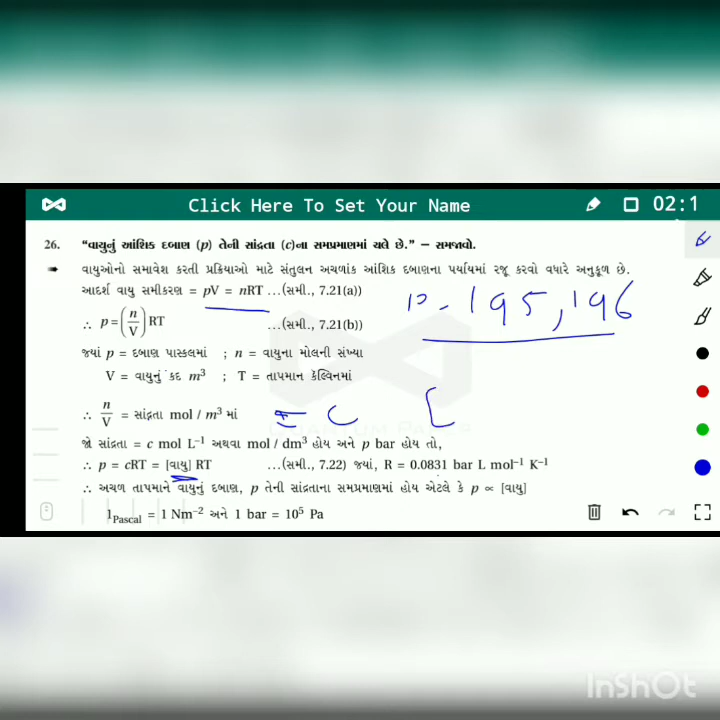 Click Here To Set Your Name
02:1
26. "વાયુનું આંશિક દબાણ (p) તેની સાંદ્રતા (c)ના સમપ્રમાણમાં ચલે છે." – સમજાવો.
➡ વાયુઓનો સમાવેશ કરતી પ્રક્રિયાઓ માટે સંતુલન અચળાંક આંશિક દબાણના પર્યાયમાં રજૂ કરવો વધારે અનુકૂળ છે.
આદર્શ વાયુ સમીકરણ = pV = nRT ...(સમી., 7.21(a))
P - 195, 196
∴ p = (n/V) RT ...(સમી., 7.21(b))
જ્યાં p = દબાણ પાસ્કલમાં ; n = વાયુના મોલની સંખ્યા
V = વાયુનું કદ m³ ; T = તાપમાન કેલ્વિનમાં
∴ n/V = સાંદ્રતા mol / m³ માં = C [
જો સાંદ્રતા = c mol L⁻¹ અથવા mol / dm³ હોય અને p bar હોય તો,
∴ p = cRT = [વાયુ] RT ...(સમી., 7.22) જ્યાં, R = 0.0831 bar L mol⁻¹ K⁻¹
∴ અચળ તાપમાને વાયુનું દબાણ, p તેની સાંદ્રતાના સમપ્રમાણમાં હોય એટલે કે p ∝ [વાયુ]
1 Pascal = 1 Nm⁻² અને 1 bar = 10⁵ Pa
InShOt